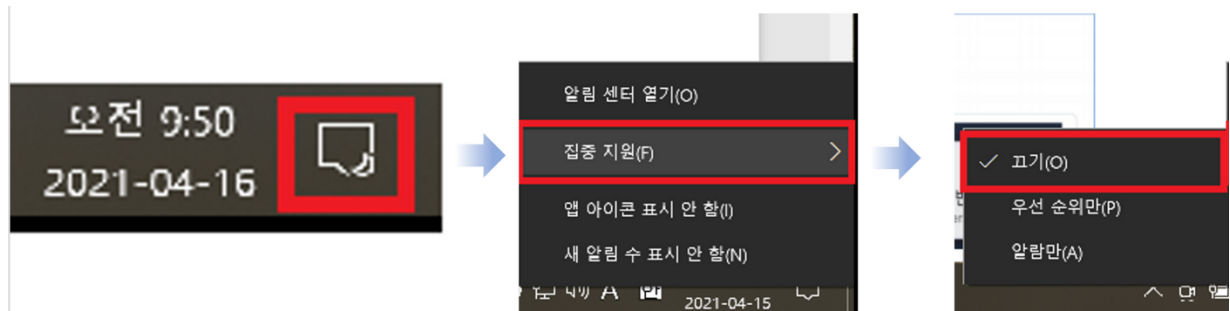 오전 9:50
2021-04-16
알림 센터 열기(O)
집중 지원(F)
앱 아이콘 표시 안 함(I)
새 알림 수 표시 안 함(N)
A
2021-04-15
끄기(O)
우선 순위만(P)
알람만(A)